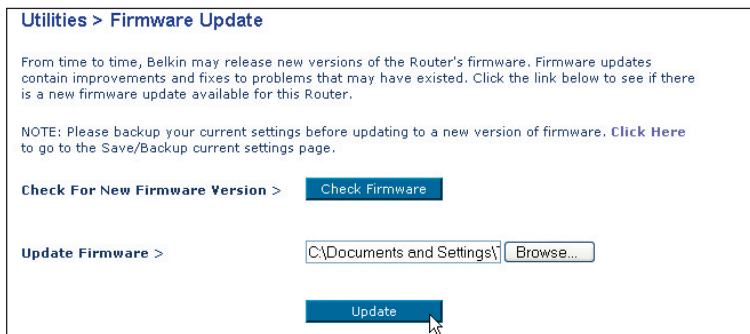 Utilities > Firmware Update
From time to time, Belkin may release new versions of the Router's firmware. Firmware updates
contain improvements and fixes to problems that may have existed. Click the link below to see if there
is a new firmware update available for this Router.
NOTE: Please backup your current settings before updating to a new version of firmware. Click Here
to go to the Save/Backup current settings page.
Check For New Firmware Version > Check Firmware
Update Firmware > C:\Documents and Settings\ Browse...
Update